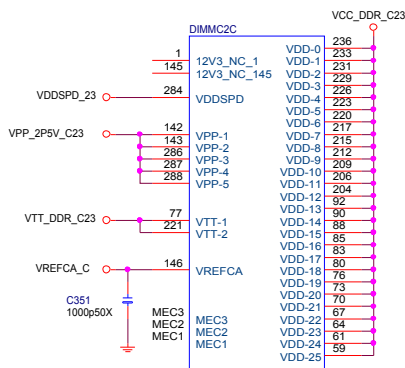 VCC_DDR_C23
DIMMC2C
1 12V3_NC_1
145 12V3_NC_145
VDDSPD_23 284 VDDSPD
VPP_2P5V_C23 142 VPP-1
143 VPP-2
286 VPP-3
287 VPP-4
288 VPP-5
VTT_DDR_C23 77 VTT-1
221 VTT-2
VREFCA_C 146 VREFCA
C351
1000p50X
MEC3 MEC3
MEC2 MEC2
MEC1 MEC1
VDD-0 236
VDD-1 233
VDD-2 231
VDD-3 229
VDD-4 226
VDD-5 223
VDD-6 220
VDD-7 217
VDD-8 215
VDD-9 212
VDD-10 209
VDD-11 206
VDD-12 204
VDD-13 92
VDD-14 90
VDD-15 88
VDD-16 85
VDD-17 83
VDD-18 80
VDD-19 76
VDD-20 73
VDD-21 70
VDD-22 67
VDD-23 64
VDD-24 61
VDD-25 59